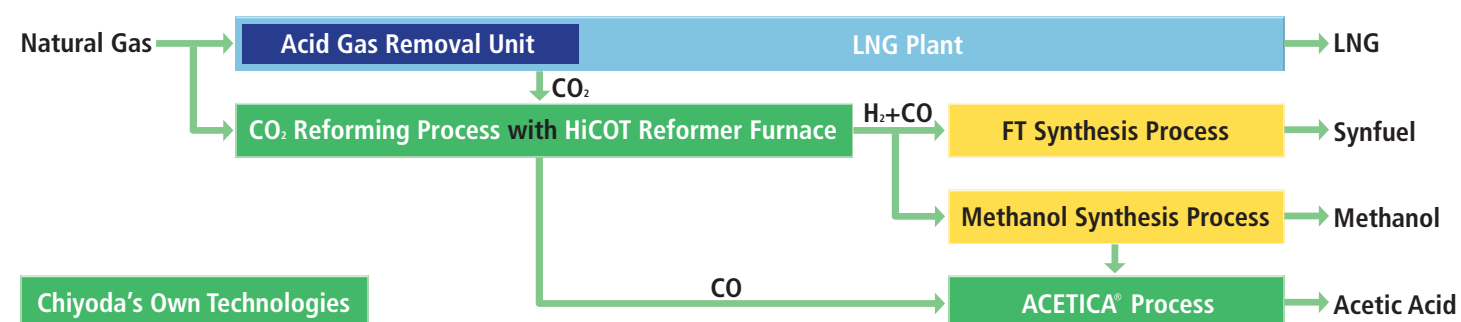 Natural Gas
Acid Gas Removal Unit
LNG Plant
LNG
CO₂
CO₂ Reforming Process with HiCOT Reformer Furnace
H₂+CO
FT Synthesis Process
Synfuel
Methanol Synthesis Process
Methanol
Chiyoda's Own Technologies
CO
ACETICA® Process
Acetic Acid